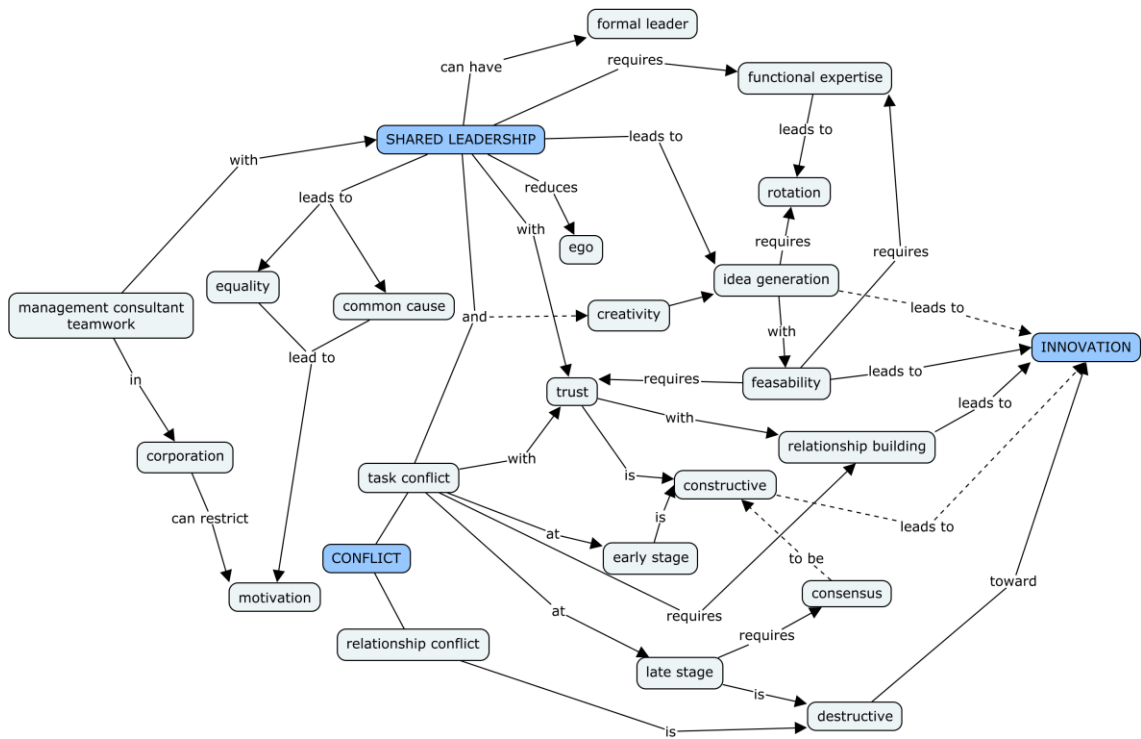 formal leader
can have
requires
functional expertise
SHARED LEADERSHIP
leads to
leads to
with
reduces
leads to
rotation
with
ego
requires
requires
equality
idea generation
management consultant
teamwork
common cause
creativity
and
leads to
with
INNOVATION
lead to
in
requires
feasability
leads to
trust
with
leads to
relationship building
corporation
with
task conflict
is
constructive
can restrict
is
leads to
at
early stage
CONFLICT
to be
toward
motivation
consensus
at
requires
relationship conflict
requires
late stage
is
destructive
is